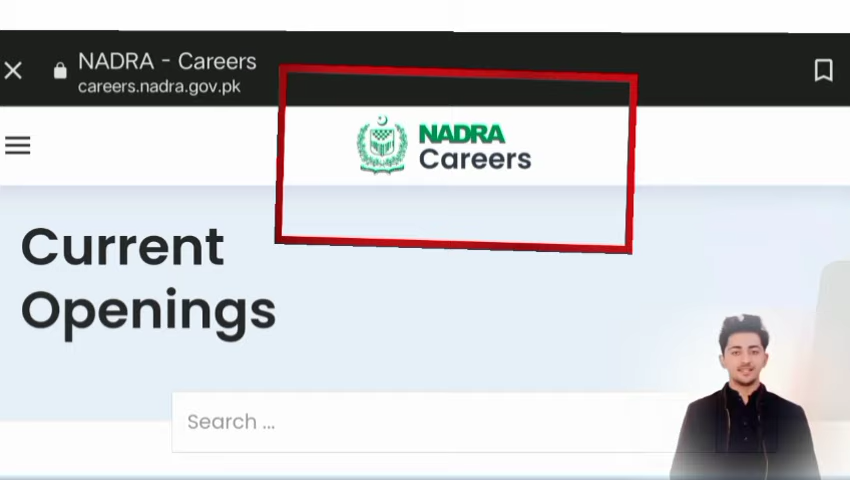 NADRA - Careers
careers.nadra.gov.pk
NADRA
Careers
Current
Openings
Search ...